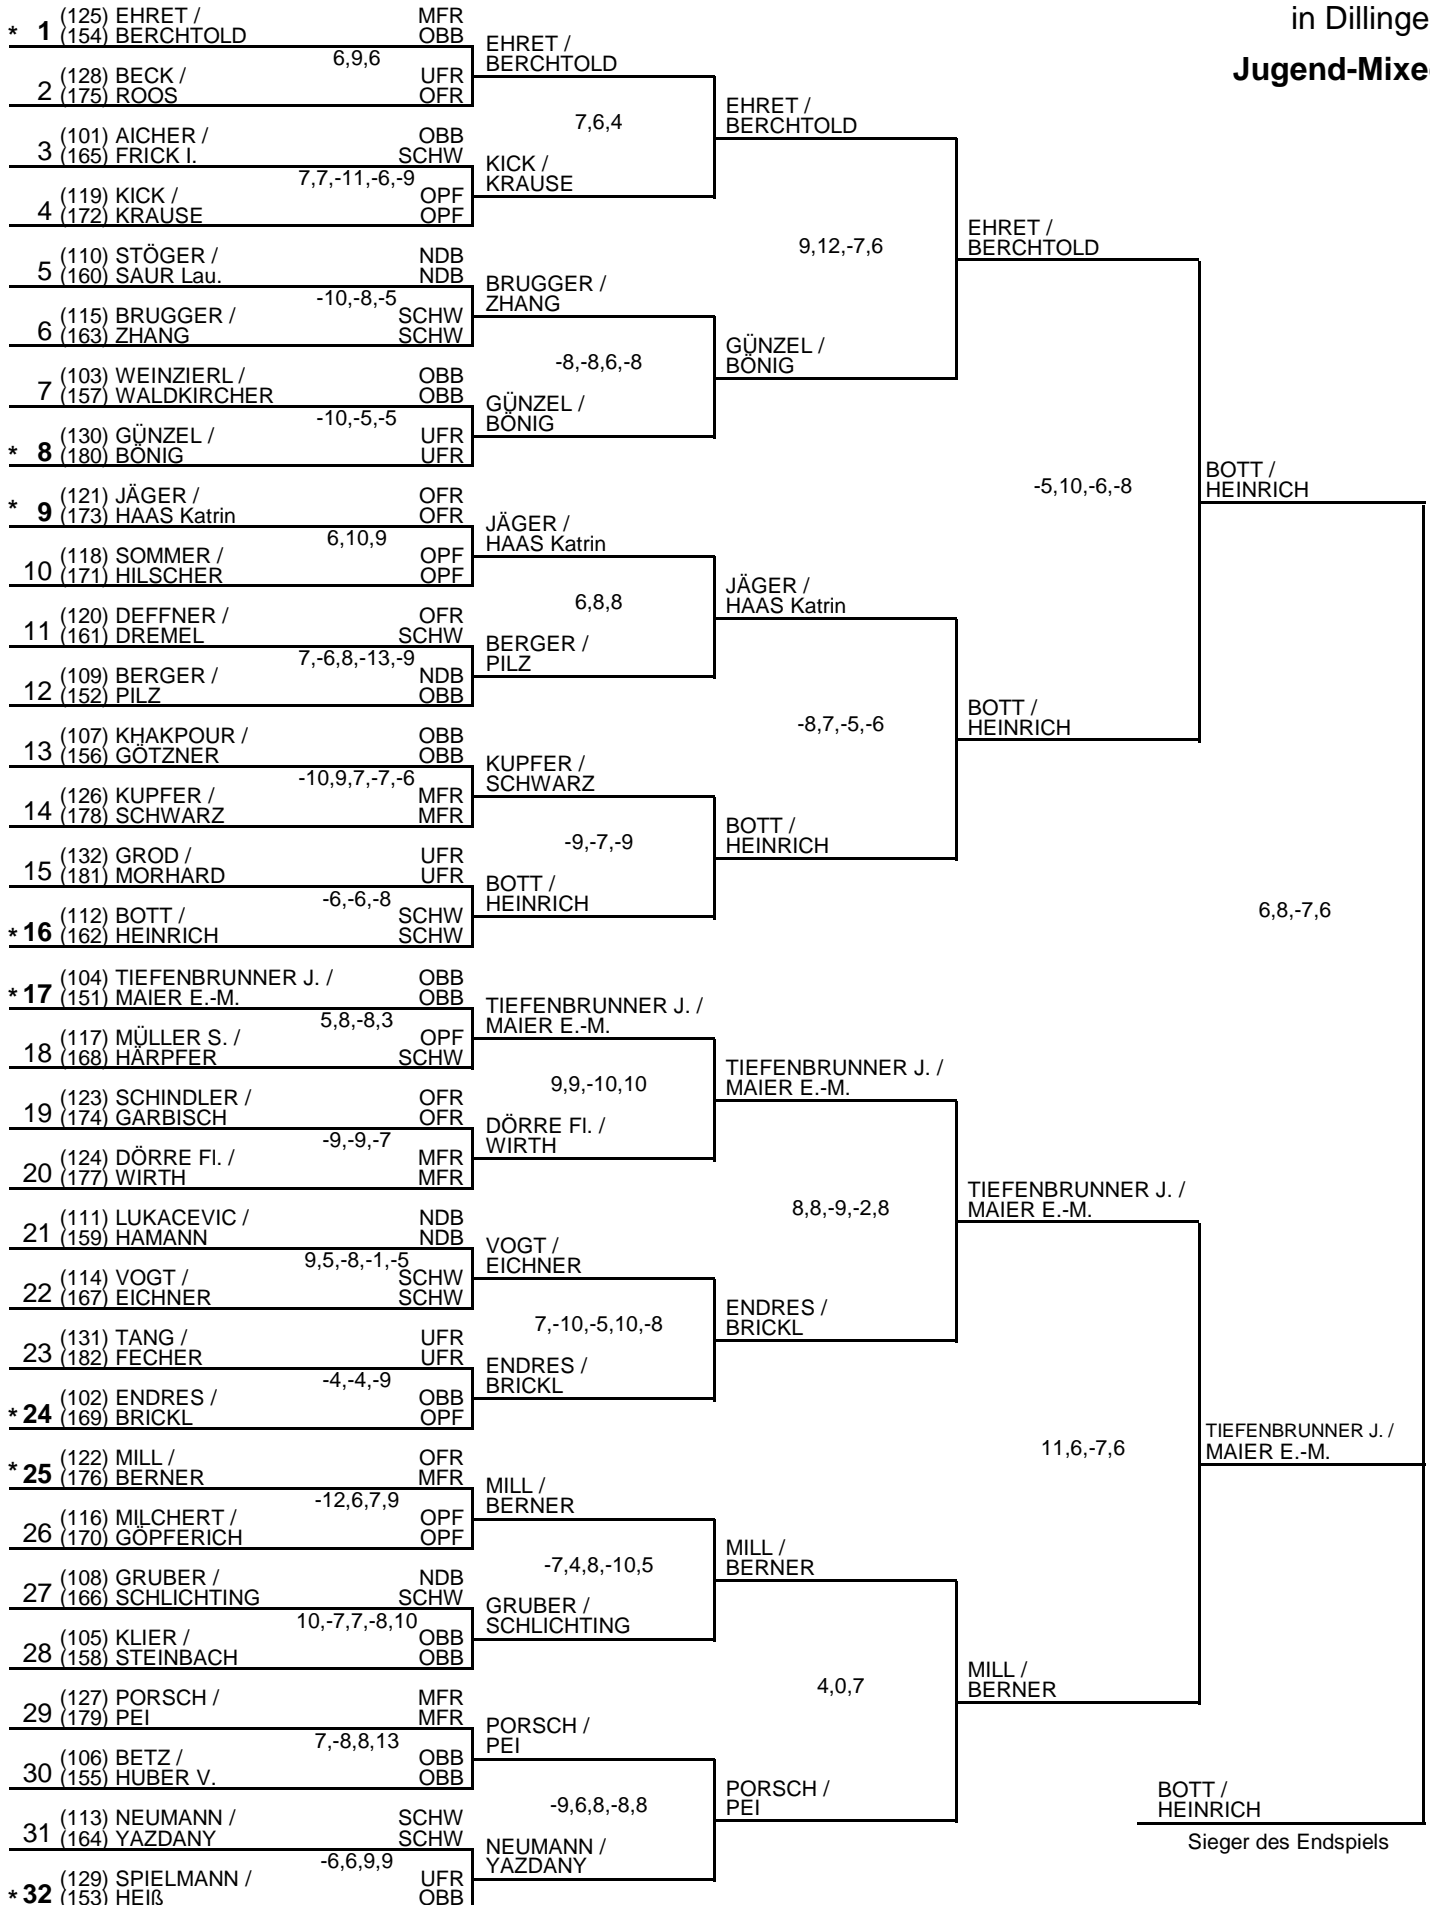 in Dillinge
Jugend-Mixe
(125) EHRET / MFR
* 1 (154) BERCHTOLD OBB
6,9,6
(128) BECK / UFR
2 (175) ROOS OFR
(101) AICHER / OBB
3 (165) FRICK I. SCHW
7,7,-11,-6,-9
(119) KICK / OPF
4 (172) KRAUSE OPF
(110) STÖGER / NDB
5 (160) SAUR Lau. NDB
-10,-8,-5
(115) BRUGGER / SCHW
6 (163) ZHANG SCHW
(103) WEINZIERL / OBB
7 (157) WALDKIRCHER OBB
-10,-5,-5
(130) GÜNZEL / UFR
* 8 (180) BÖNIG UFR
(121) JÄGER / OFR
* 9 (173) HAAS Katrin OFR
6,10,9
(118) SOMMER / OPF
10 (171) HILSCHER OPF
(120) DEFFNER / OFR
11 (161) DREMEL SCHW
7,-6,8,-13,-9
(109) BERGER / NDB
12 (152) PILZ OBB
(107) KHAKPOUR / OBB
13 (156) GÖTZNER OBB
-10,9,7,-7,-6
(126) KUPFER / MFR
14 (178) SCHWARZ MFR
(132) GROD / UFR
15 (181) MORHARD UFR
-6,-6,-8
(112) BOTT / SCHW
* 16 (162) HEINRICH SCHW
(104) TIEFENBRUNNER J. / OBB
* 17 (151) MAIER E.-M. OBB
5,8,-8,3
(117) MÜLLER S. / OPF
18 (168) HÄRPFER SCHW
(123) SCHINDLER / OFR
19 (174) GARBISCH OFR
-9,-9,-7
(124) DÖRRE Fl. / MFR
20 (177) WIRTH MFR
(111) LUKACEVIC / NDB
21 (159) HAMANN NDB
9,5,-8,-1,-5
(114) VOGT / SCHW
22 (167) EICHNER SCHW
(131) TANG / UFR
23 (182) FECHER UFR
-4,-4,-9
(102) ENDRES / OBB
* 24 (169) BRICKL OPF
(122) MILL / OFR
* 25 (176) BERNER MFR
-12,6,7,9
(116) MILCHERT / OPF
26 (170) GÖPFERICH OPF
(108) GRUBER / NDB
27 (166) SCHLICHTING SCHW
10,-7,7,-8,10
(105) KLIER / OBB
28 (158) STEINBACH OBB
(127) PORSCH / MFR
29 (179) PEI MFR
7,-8,8,13
(106) BETZ / OBB
30 (155) HUBER V. OBB
(113) NEUMANN / SCHW
31 (164) YAZDANY SCHW
-6,6,9,9
(129) SPIELMANN / UFR
* 32 (153) HEIß OBB
EHRET /
BERCHTOLD
7,6,4
KICK /
KRAUSE
BRUGGER /
ZHANG
-8,-8,6,-8
GÜNZEL /
BÖNIG
JÄGER /
HAAS Katrin
6,8,8
BERGER /
PILZ
KUPFER /
SCHWARZ
-9,-7,-9
BOTT /
HEINRICH
TIEFENBRUNNER J. /
MAIER E.-M.
9,9,-10,10
DÖRRE Fl. /
WIRTH
VOGT /
EICHNER
7,-10,-5,10,-8
ENDRES /
BRICKL
MILL /
BERNER
-7,4,8,-10,5
GRUBER /
SCHLICHTING
PORSCH /
PEI
-9,6,8,-8,8
NEUMANN /
YAZDANY
EHRET /
BERCHTOLD
9,12,-7,6
GÜNZEL /
BÖNIG
JÄGER /
HAAS Katrin
-8,7,-5,-6
BOTT /
HEINRICH
TIEFENBRUNNER J. /
MAIER E.-M.
8,8,-9,-2,8
ENDRES /
BRICKL
MILL /
BERNER
4,0,7
PORSCH /
PEI
EHRET /
BERCHTOLD
-5,10,-6,-8
BOTT /
HEINRICH
TIEFENBRUNNER J. /
MAIER E.-M.
11,6,-7,6
MILL /
BERNER
BOTT /
HEINRICH
6,8,-7,6
TIEFENBRUNNER J. /
MAIER E.-M.
BOTT /
HEINRICH
Sieger des Endspiels